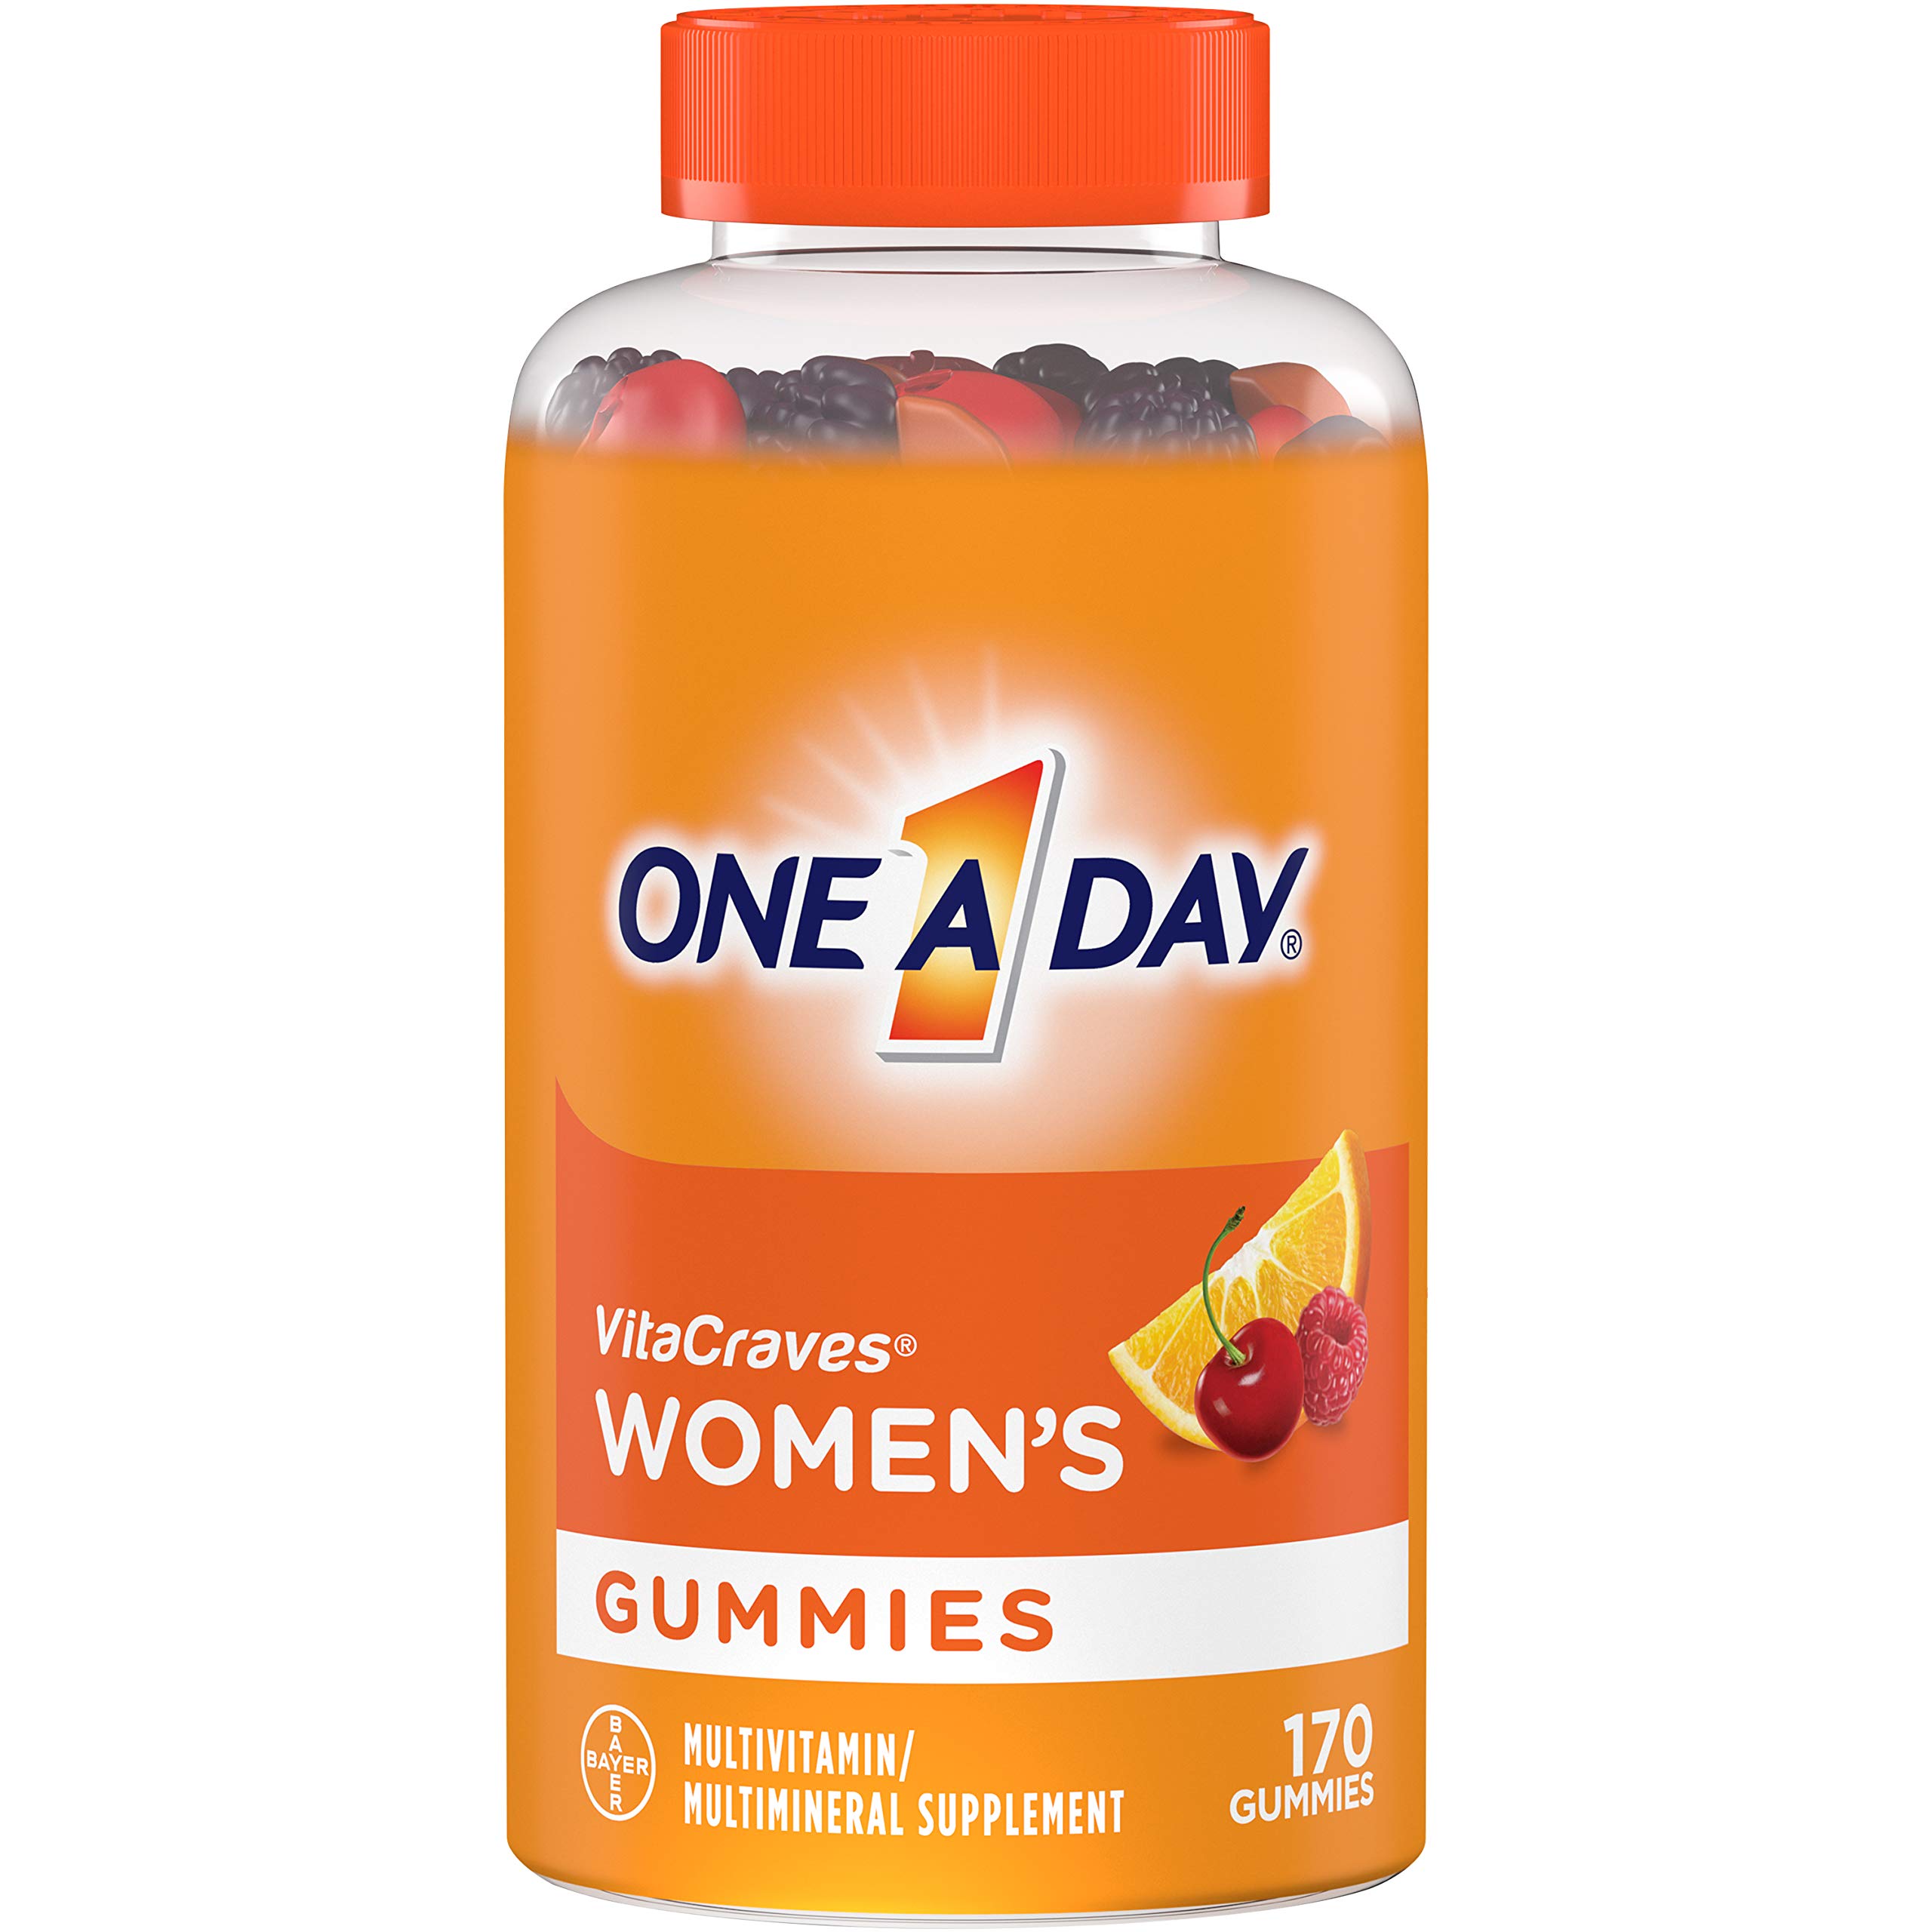 ONE A DAY®
VitaCraves®
WOMEN'S
GUMMIES
BAYER
BAYER
MULTIVITAMIN/
MULTIMINERAL SUPPLEMENT
170
GUMMIES